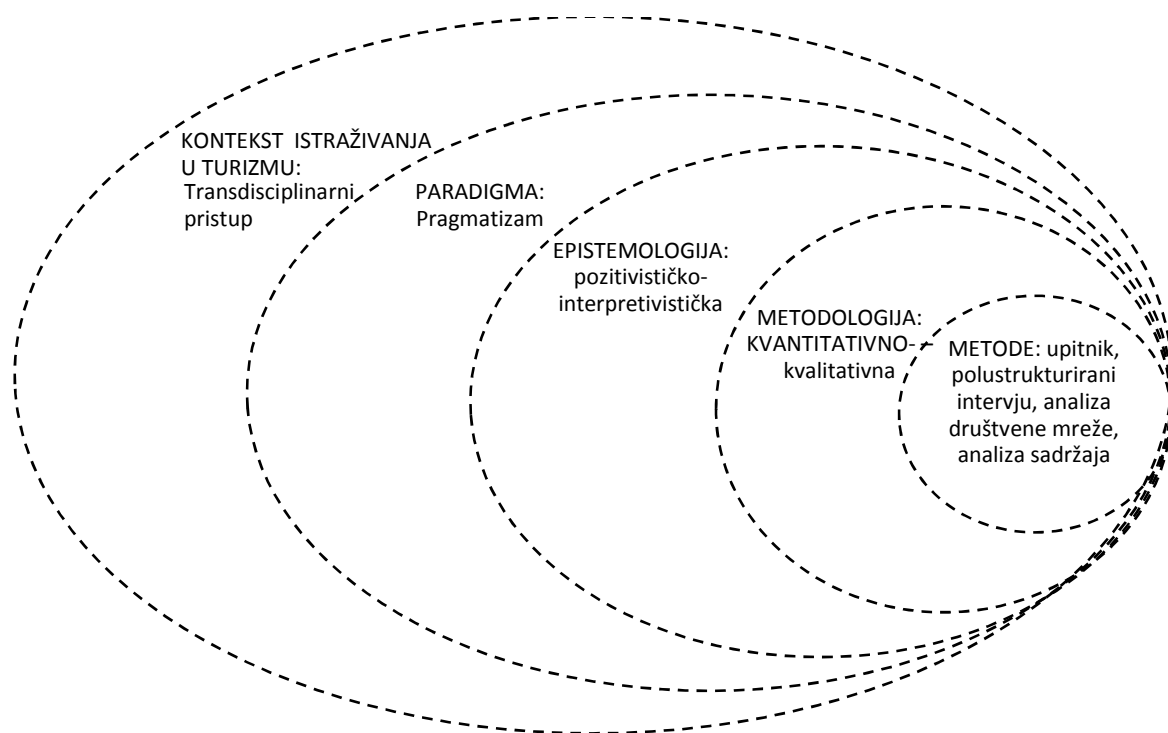 KONTEKST ISTRAŽIVANJA
U TURIZMU:
Transdisciplinarni
pristup
PARADIGMA:
Pragmatizam
EPISTEMOLOGIJA:
pozitivističko-
interpretivistička
METODOLOGIJA:
KVANTITATIVNO- –
kvalitativna
METODE: upitnik,
polustrukturirani
intervju, analiza
društvene mreže,
analiza sadržaja